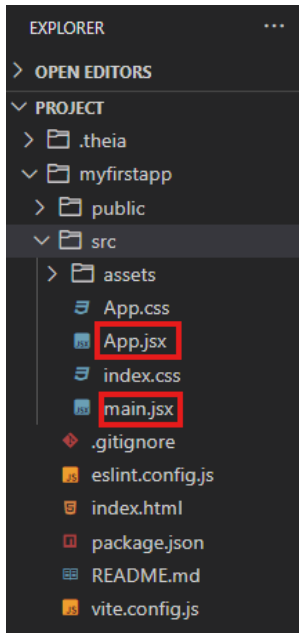 EXPLORER
OPEN EDITORS
PROJECT
.theia
myfirstapp
public
src
assets
App.css
App.jsx
index.css
main.jsx
.gitignore
eslint.config.js
index.html
package.json
README.md
vite.config.js